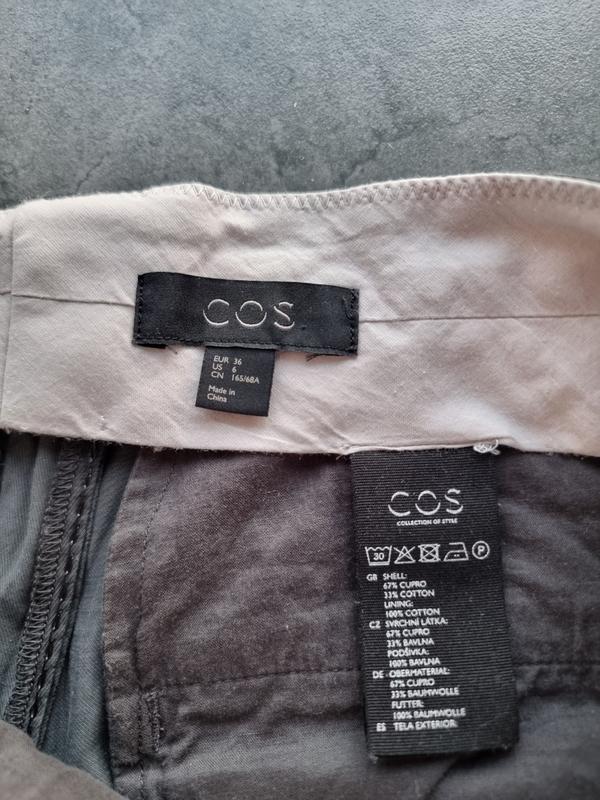 COS
EUR 36
US 6
CN 165/68A
Made in
China
COS
COLLECTION OF STYLE
30 P
GB SHELL:
67% CUPRO
33% COTTON
LINING:
100% COTTON
CZ SVRCHNÍ LÁTKA:
67% CUPRO
33% BAVLNA
PODŠÍVKA:
100% BAVLNA
DE OBERMATERIAL:
67% CUPRO
33% BAUMWOLLE
FUTTER:
100% BAUMWOLLE
ES TELA EXTERIOR: